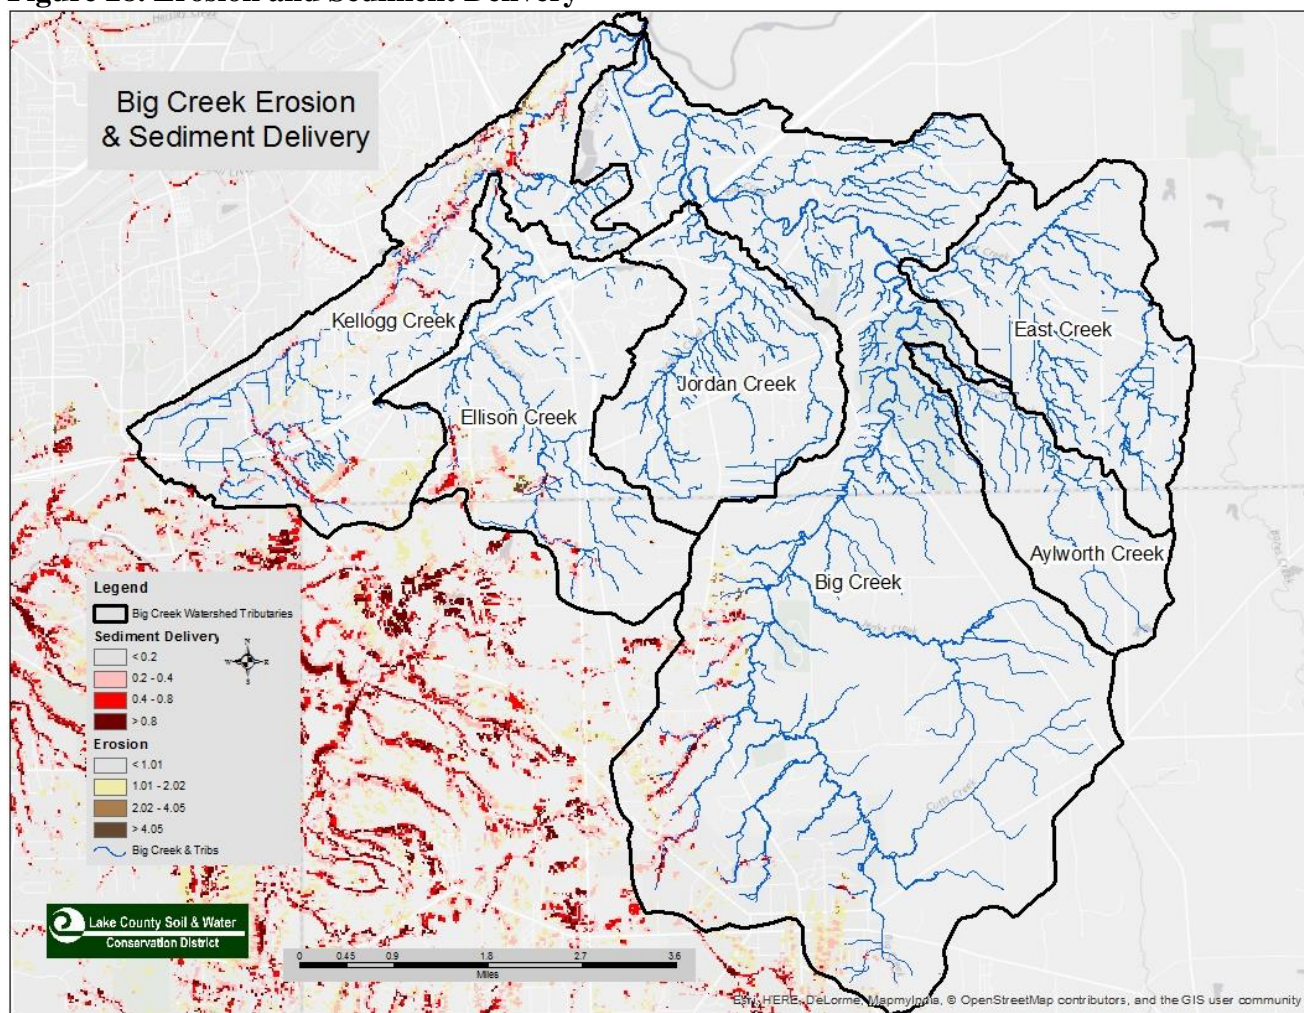 Big Creek Erosion
& Sediment Delivery
Kellogg Creek
East Creek
Jordan Creek
Ellison Creek
Aylworth Creek
Big Creek
Cutts Creek
Legend
Big Creek Watershed Tributaries
Sediment Delivery
N
W
S
< 0.2
0.2 - 0.4
0.4 - 0.8
> 0.8
Erosion
< 1.01
1.01 - 2.02
2.02 - 4.05
> 4.05
Big Creek & Tribs
Lake County Soil & Water
Conservation District
0 0.45 0.9 1.8 2.7 3.6
Miles
Esri, HERE, DeLorme, MapmyIndia, © OpenStreetMap contributors, and the GIS user community